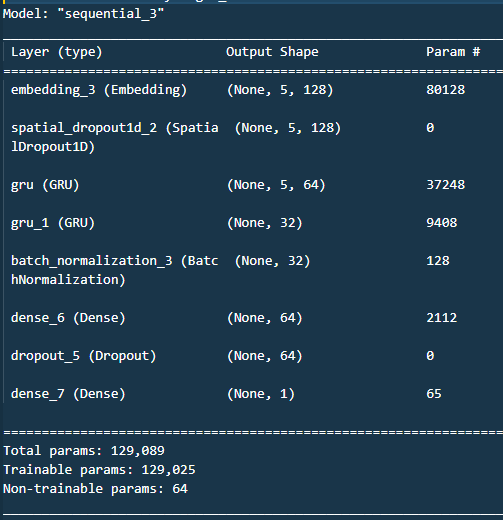 Model: "sequential_3"
Layer (type) Output Shape Param #
embedding_3 (Embedding) (None, 5, 128) 80128
spatial_dropout1d_2 (Spatia (None, 5, 128) 0
lDropout1D)
gru (GRU) (None, 5, 64) 37248
gru_1 (GRU) (None, 32) 9408
batch_normalization_3 (Batc (None, 32) 128
hNormalization)
dense_6 (Dense) (None, 64) 2112
dropout_5 (Dropout) (None, 64) 0
dense_7 (Dense) (None, 1) 65
Total params: 129,089
Trainable params: 129,025
Non-trainable params: 64